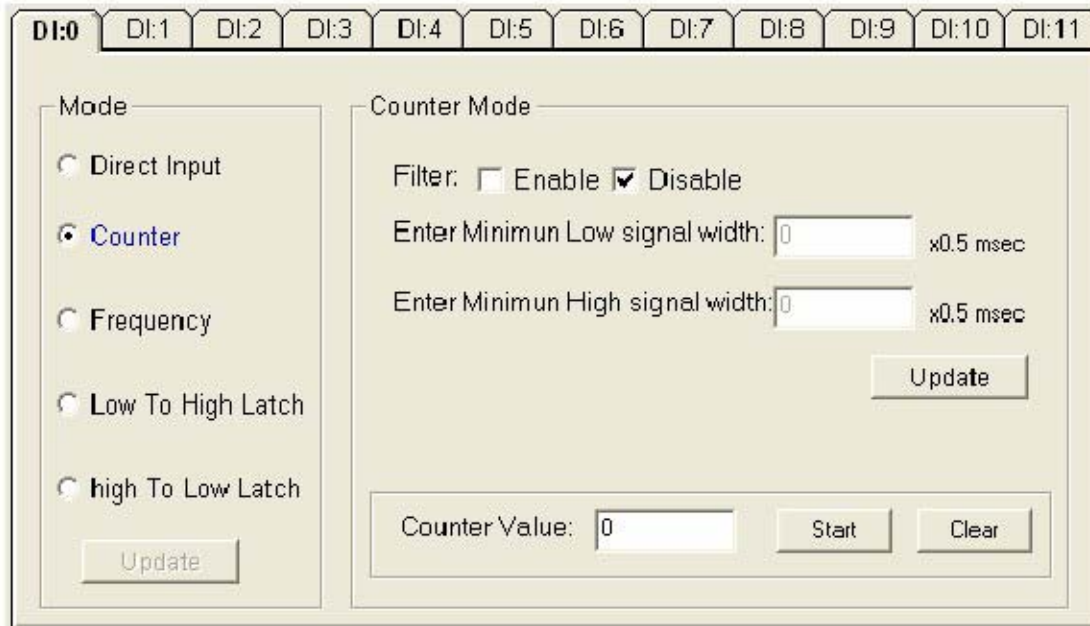 DI:0 DI:1 DI:2 DI:3 DI:4 DI:5 DI:6 DI:7 DI:8 DI:9 DI:10 DI:11
Mode
Direct Input
Counter
Frequency
Low To High Latch
high To Low Latch
Update
Counter Mode
Filter: Enable Disable
Enter Minimun Low signal width: 0 x0.5 msec
Enter Minimun High signal width: 0 x0.5 msec
Update
Counter Value: 0 Start Clear